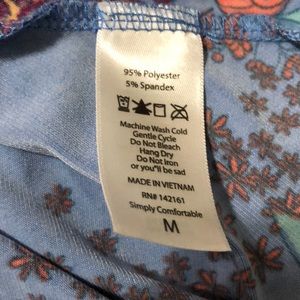 95% Polyester
5% Spandex
Machine Wash Cold
Gentle Cycle
Do Not Bleach
Hang Dry
Do Not Iron
or you'll be sad
MADE IN VIETNAM
RN# 142161
Simply Comfortable
M